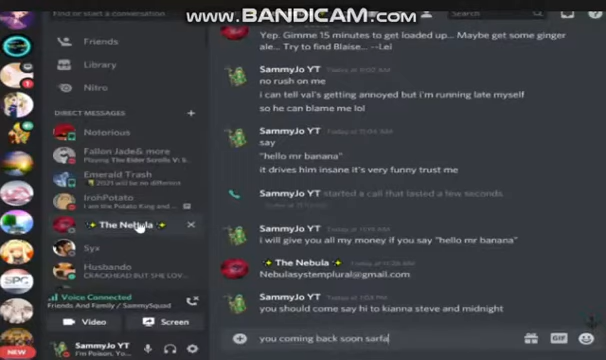 WWW.BANDICAM.COM
Find or start a conversation
Search
Friends
Library
Nitro
DIRECT MESSAGES
Notorious
Fallon Jade& more
Playing The Elder Scrolls V: S
Emerald Trash
2021 will be no different
IrohPotato
I am the Potato King and
The Nebula
Syx
Husbando
CRACKHEAD BUT SHE LOV...
Voice Connected
Friends And Family / SammySquad
Video
Screen
SammyJo YT
I'm Poison, Yo
NEW
Yep. Gimme 15 minutes to get loaded up... Maybe get some ginger
ale... Try to find Blaise... --Lei
SammyJo YT
no rush on me
i can tell val's getting annoyed but i'm running late myself
so he can blame me lol
SammyJo YT
say
"hello mr banana"
it drives him insane it's very funny trust me
SammyJo YT started a call that lasted a few seconds.
SammyJo YT
i will give you all my money if you say "hello mr banana"
The Nebula
Nebulasystemplural@gmail.com
SammyJo YT
you should come say hi to kianna steve and midnight
you coming back soon sarfa
GIF